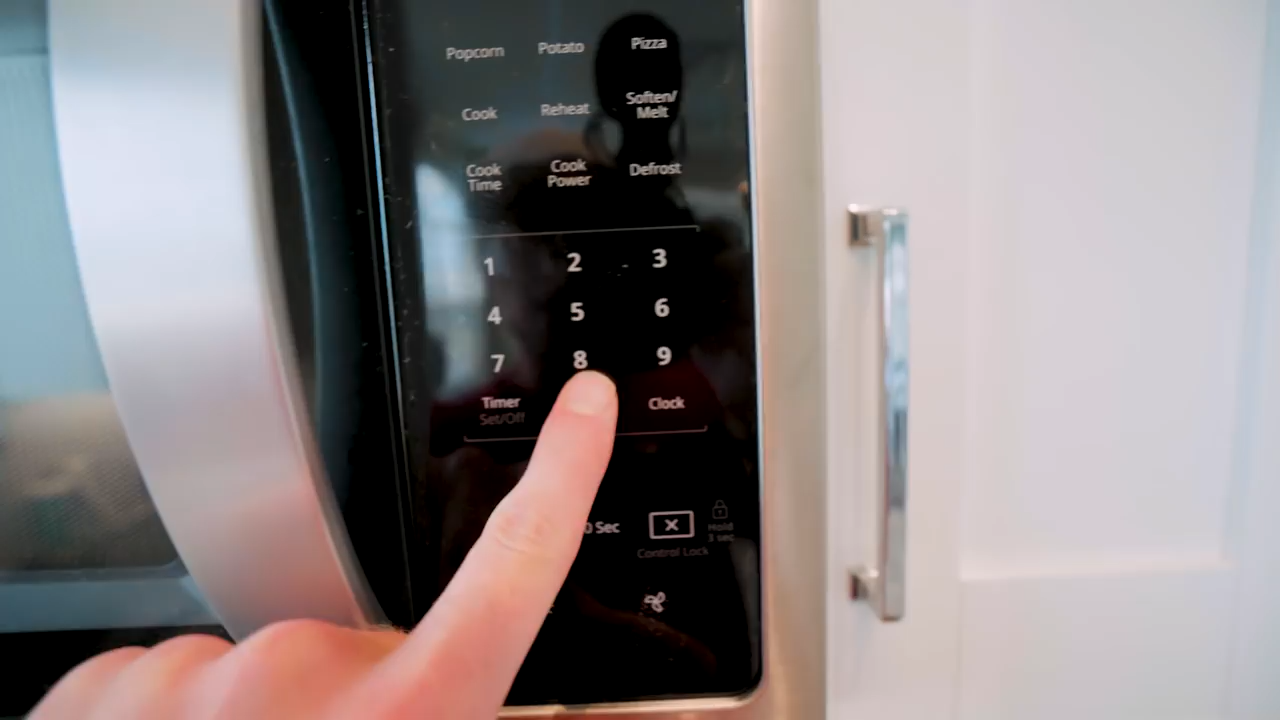 Popcorn Potato Pizza
Cook Reheat Soften/
Melt
Cook
Time Cook
Power Defrost
1 2 3
4 5 6
7 8 9
Timer Clock
Set/Off
0 Sec
Hold
3 sec
Control Lock